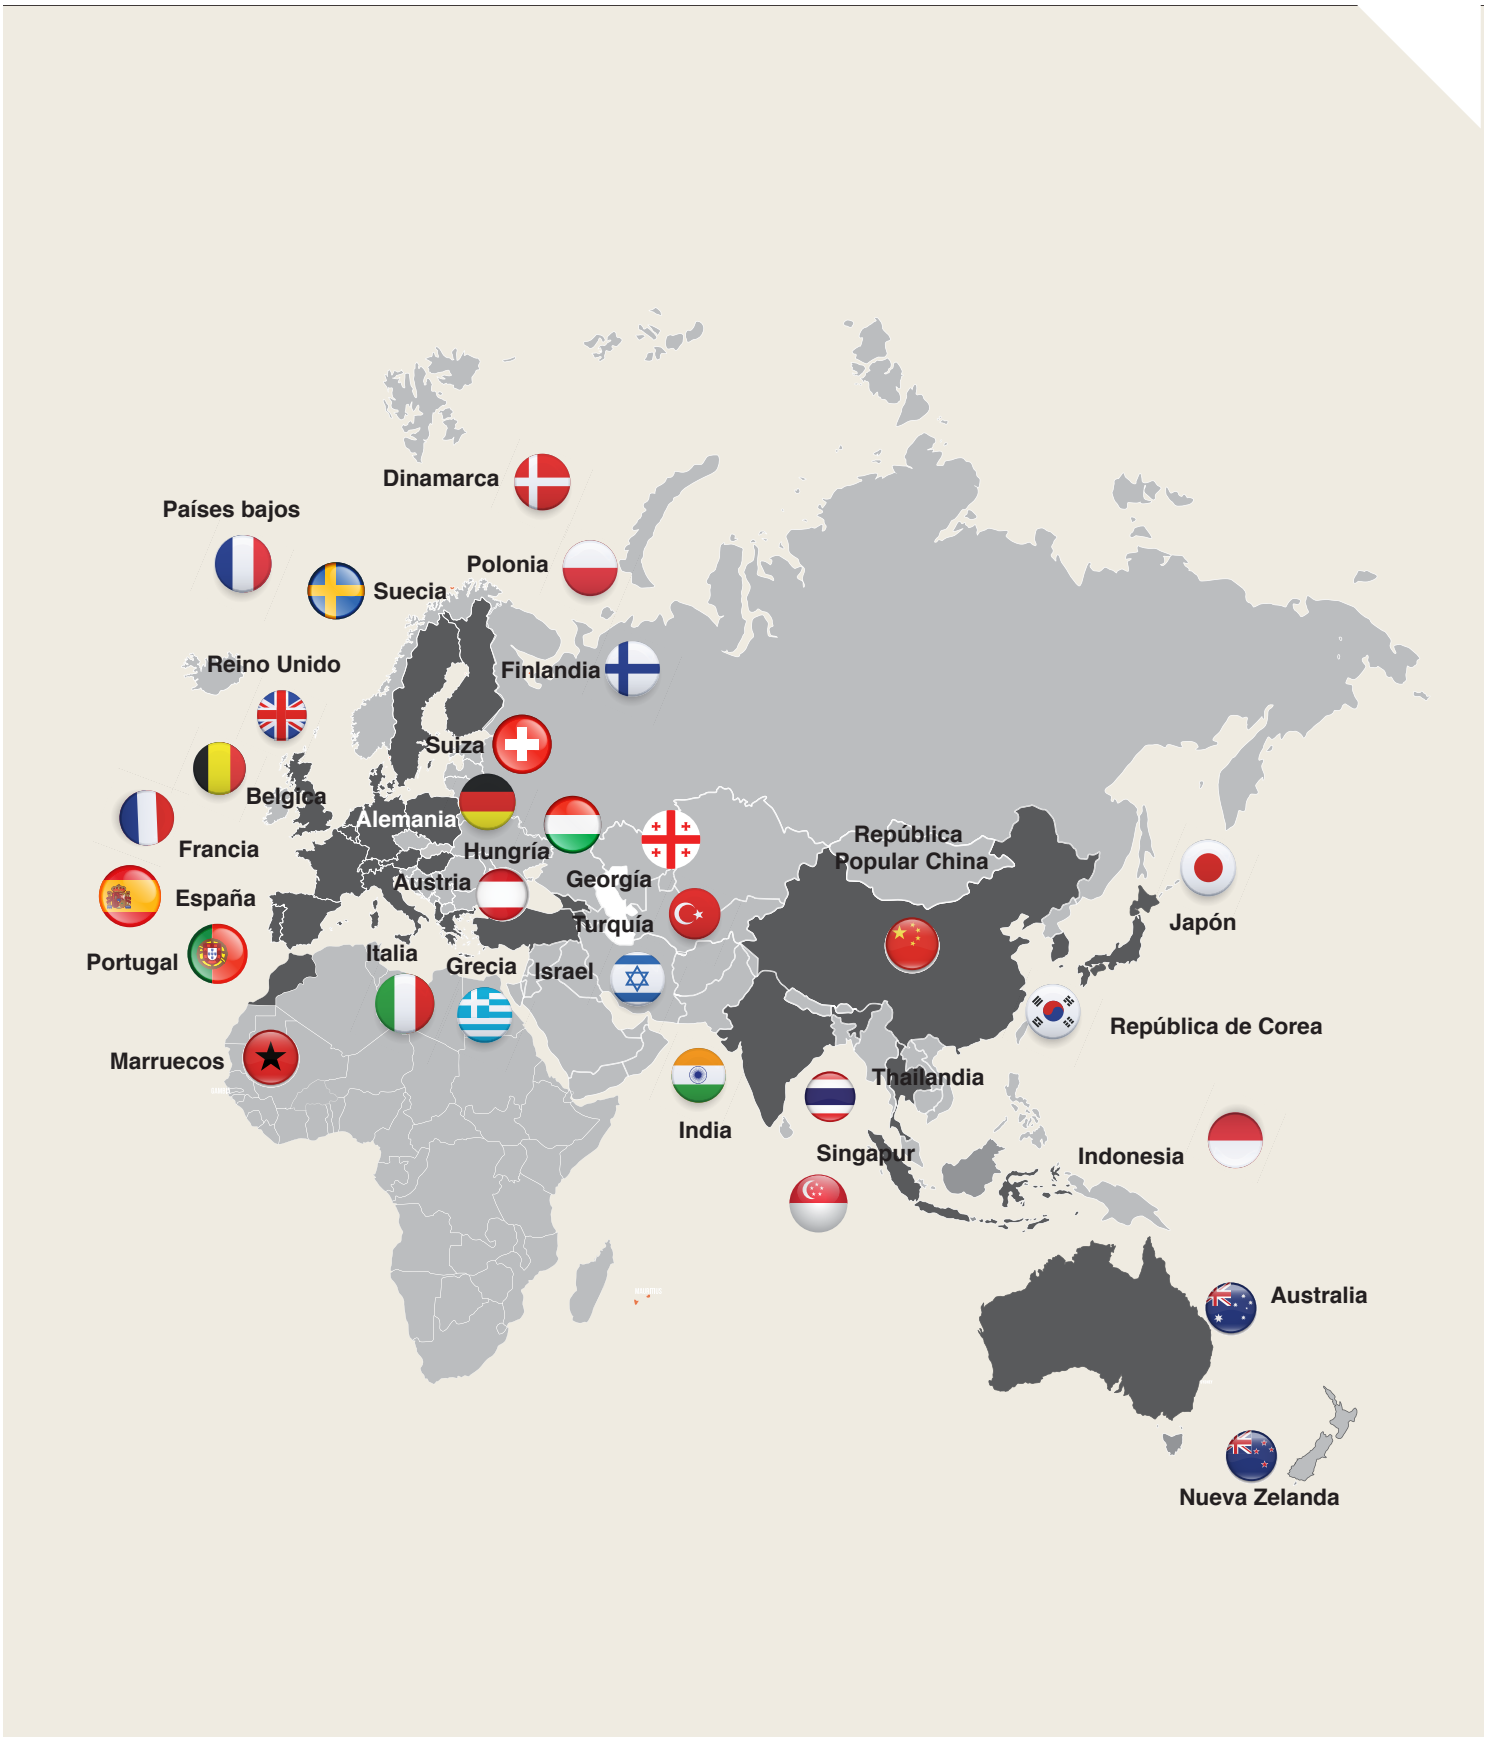 Dinamarca
Países bajos
Polonia
Suecia
Reino Unido
Finlandia
Suiza
Belgica
Alemania
República
Popular China
Francia
Hungría
Georgía
Austria
España
Turquía
Japón
Portugal
Italia
Grecia
Israel
República de Corea
Marruecos
Thailandia
India
Singapur
Indonesia
Australia
Nueva Zelanda